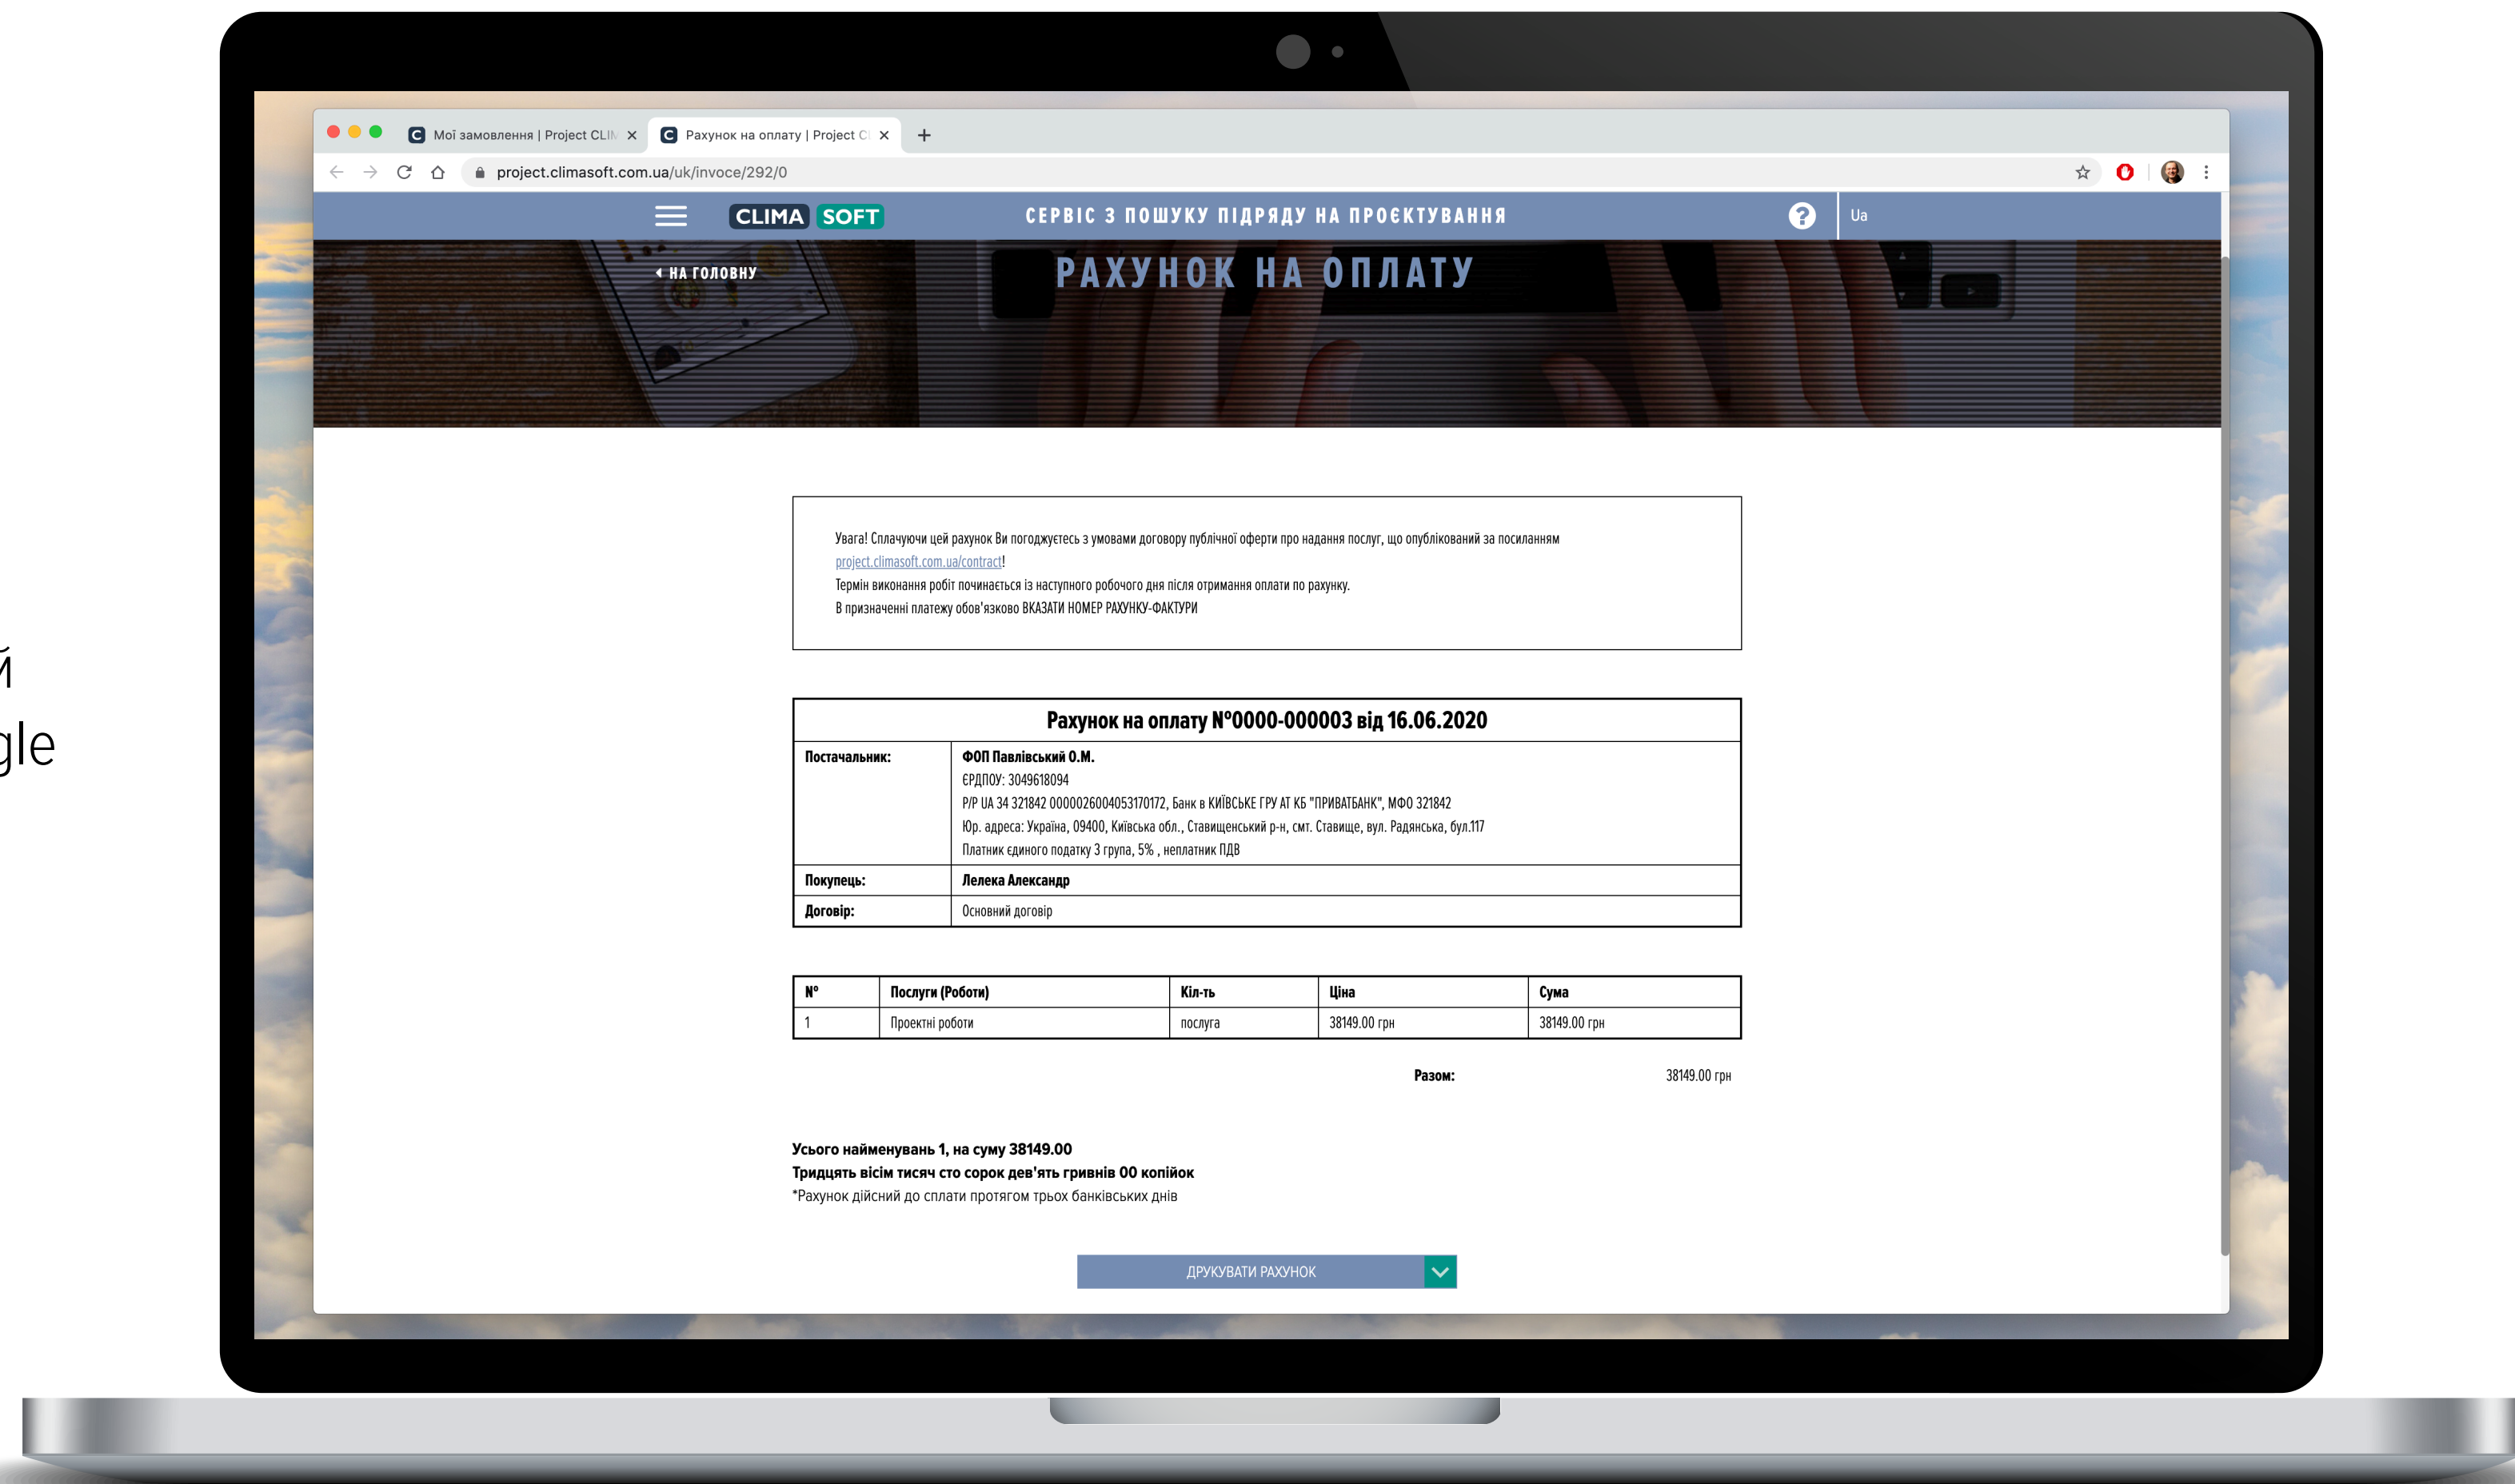 Мої замовлення | Project CLIM
Рахунок на оплату | Project C
project.climasoft.com.ua/uk/invoce/292/0
CLIMA SOFT
СЕРВІС З ПОШУКУ ПІДРЯДУ НА ПРОЄКТУВАННЯ
Ua
НА ГОЛОВНУ
РАХУНОК НА ОПЛАТУ
Увага! Сплачуючи цей рахунок Ви погоджуєтесь з умовами договору публічної оферти про надання послуг, що опублікований за посиланням
project.climasoft.com.ua/contract!
Термін виконання робіт починається із наступного робочого дня після отримання оплати по рахунку.
В призначенні платежу обов'язково ВКАЗАТИ НОМЕР РАХУНКУ-ФАКТУРИ
й
gle
Рахунок на оплату №0000-000003 від 16.06.2020
Постачальник: ФОП Павлівський О.М.
ЄРДПОУ: 3049618094
Р/Р UA 34 321842 0000026004053170172, Банк в КИЇВСЬКЕ ГРУ АТ КБ "ПРИВАТБАНК", МФО 321842
Юр. адреса: Україна, 09400, Київська обл., Ставищенський р-н, смт. Ставище, вул. Радянська, бул.117
Платник єдиного податку 3 група, 5% , неплатник ПДВ
Покупець: Лелека Александр
Договір: Основний договір
№ Послуги (Роботи) Кіл-ть Ціна Сума
1 Проектні роботи послуга 38149.00 грн 38149.00 грн
Разом: 38149.00 грн
Усього найменувань 1, на суму 38149.00
Тридцять вісім тисяч сто сорок дев'ять гривнів 00 копійок
*Рахунок дійсний до сплати протягом трьох банківських днів
ДРУКУВАТИ РАХУНОК